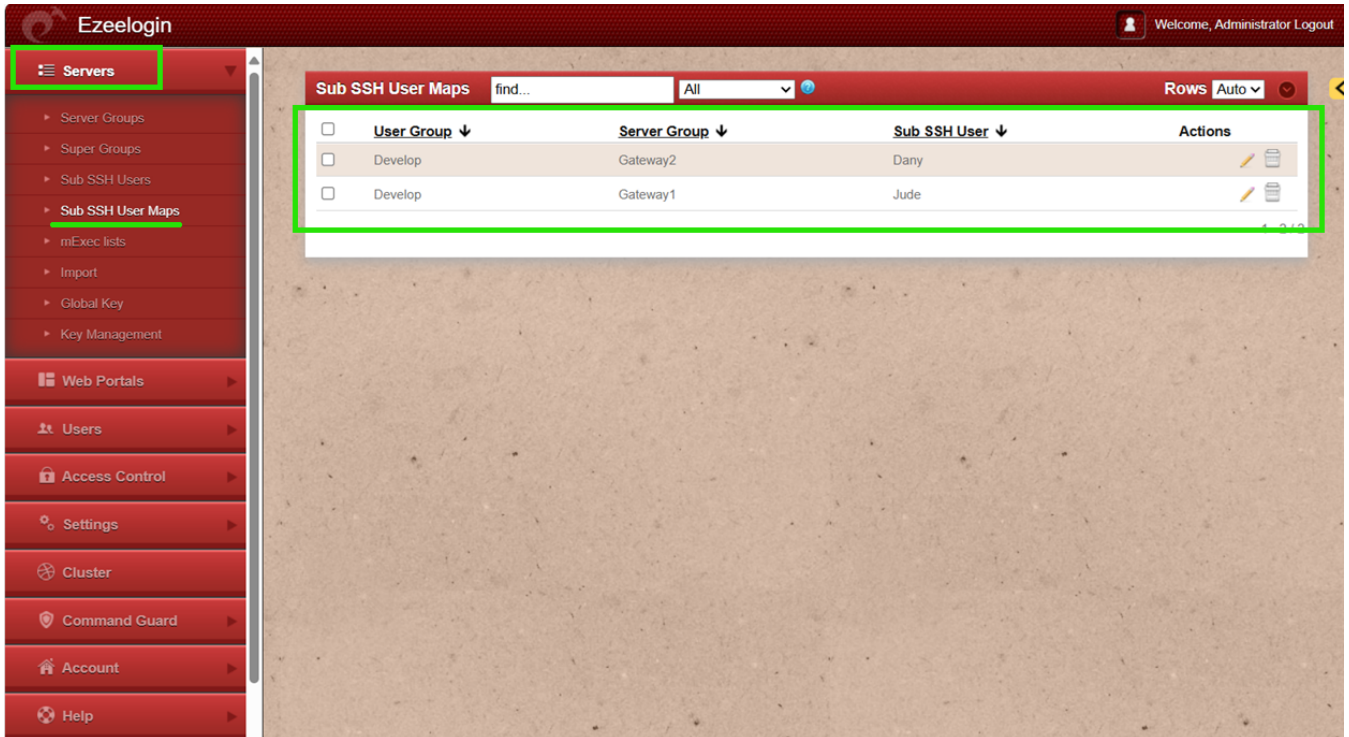 Ezeelogin
Welcome, Administrator Logout
Servers
Server Groups
Super Groups
Sub SSH Users
Sub SSH User Maps
mExec lists
Import
Global Key
Key Management
Web Portals
Users
Access Control
Settings
Cluster
Command Guard
Account
Help
Sub SSH User Maps find... All ? Rows Auto
User Group Server Group Sub SSH User Actions
Develop Gateway2 Dany
Develop Gateway1 Jude